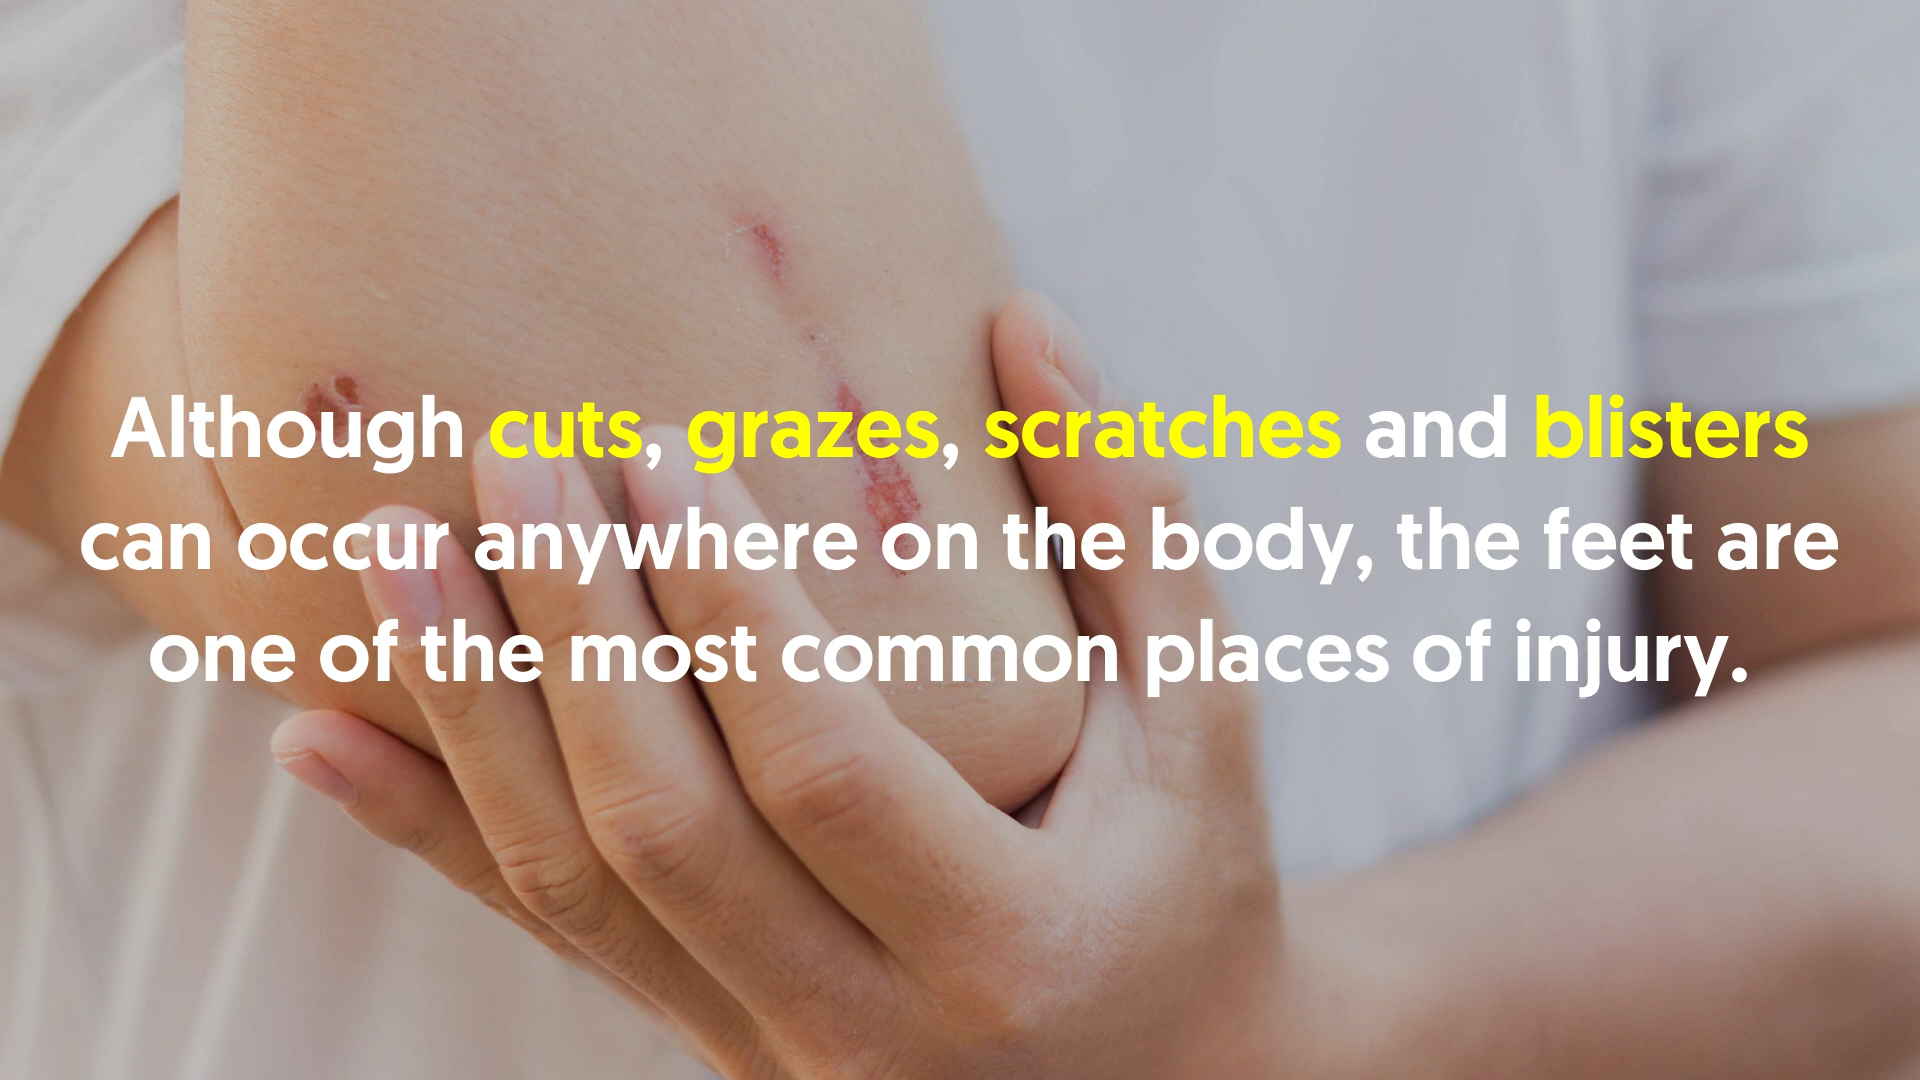 Although cuts, grazes, scratches and blisters
can occur anywhere on the body, the feet are
one of the most common places of injury.